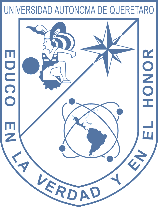 UNIVERSIDAD AUTONOMA DE QUERETARO
EDUCO EN LA VERDAD Y EN EL HONOR